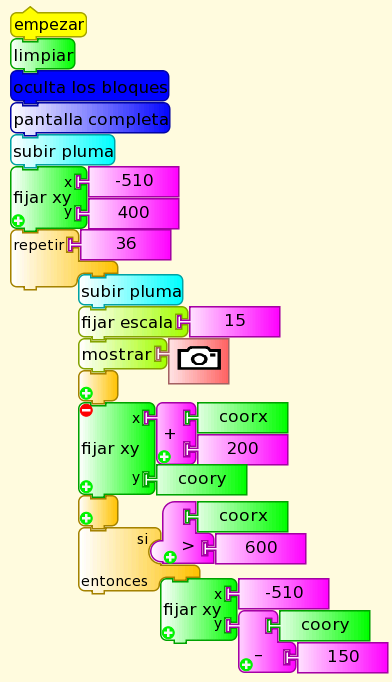 empezar
limpiar
oculta los bloques
pantalla completa
subir pluma
fijar xy x -510
y 400
repetir 36
subir pluma
fijar escala 15
mostrar
fijar xy x + coorx
200
y coory
si > coorx
600
entonces
fijar xy x -510
y - coory
150